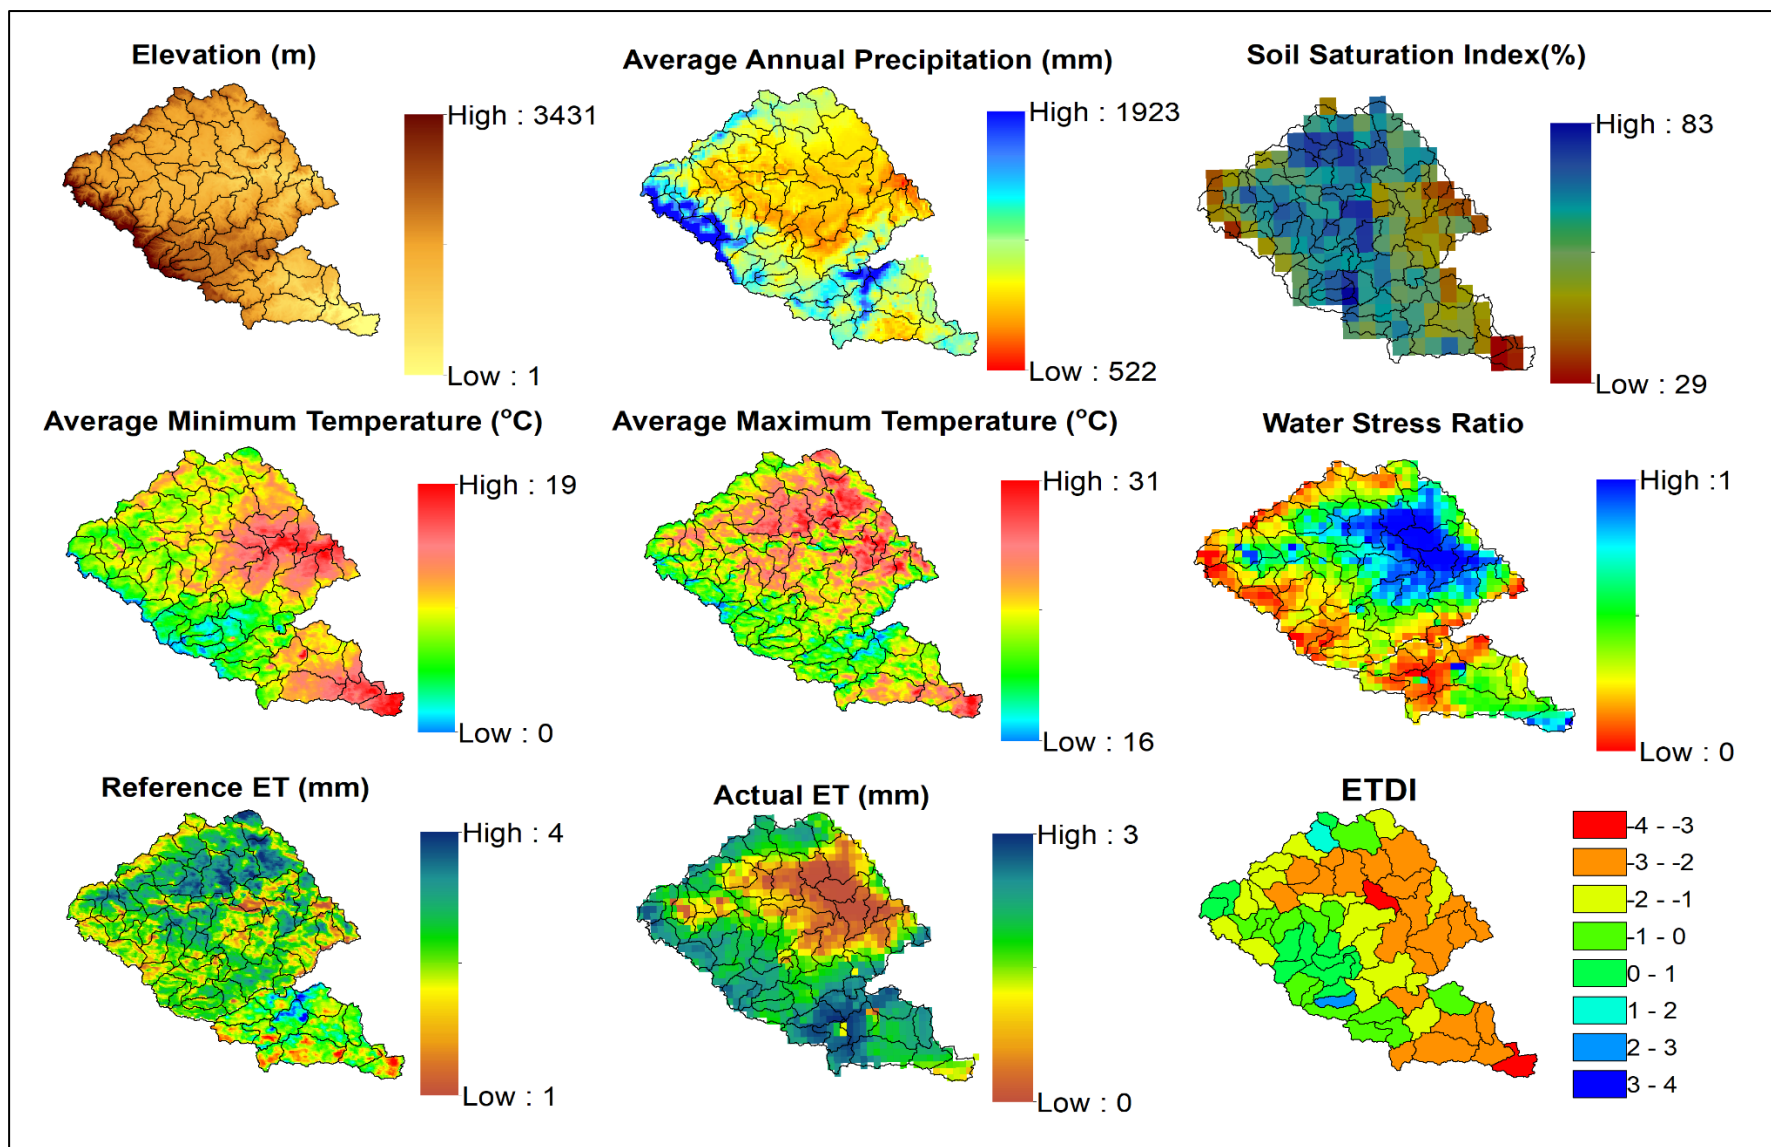 Elevation (m)
High : 3431
Low : 1
Average Annual Precipitation (mm)
High : 1923
Low : 522
Soil Saturation Index(%)
High : 83
Low : 29
Average Minimum Temperature (°C)
High : 19
Low : 0
Average Maximum Temperature (°C)
High : 31
Low : 16
Water Stress Ratio
High :1
Low : 0
Reference ET (mm)
High : 4
Low : 1
Actual ET (mm)
High : 3
Low : 0
ETDI
-4 - -3
-3 - -2
-2 - -1
-1 - 0
0 - 1
1 - 2
2 - 3
3 - 4